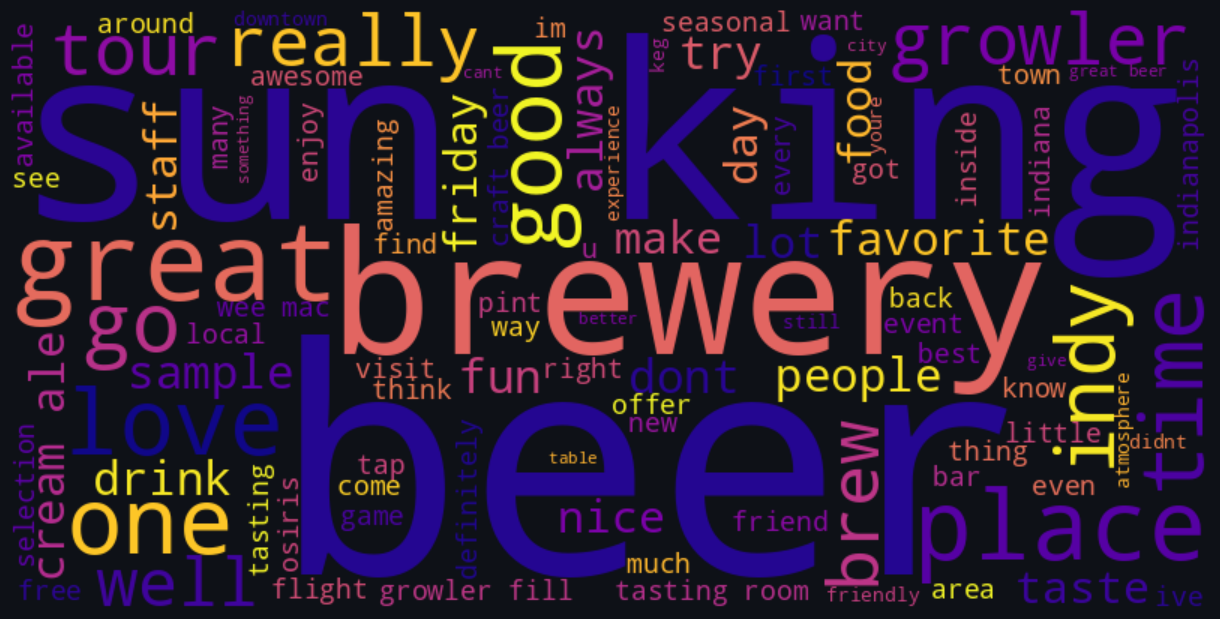 around
downtown
im
seasonal
want
tour
really
growler
savailable
awesome
cant
good
always
keg
try
city
first
food
town
great beer
sun king
see
staff
many
something
enjoy
amazing
friday
craft beer
experience
day
every
youre
got
inside
indiana
indianapolis
great
find
u
make
lot
favorite
brewery
go
wee mac
local
pint
way
better
still
back
event
indy
time
cream ale
sample
visit
think
fun
right
dont
people
best
give
know
love
offer
new
beer
little
thing
atmosphere
didnt
selection
drink
tasting
osiris
tap
come
game
definitely
table
nice
friend
brew
bar
even
one
place
much
free
well
flight
growler fill
tasting room
friendly
area
taste
ive